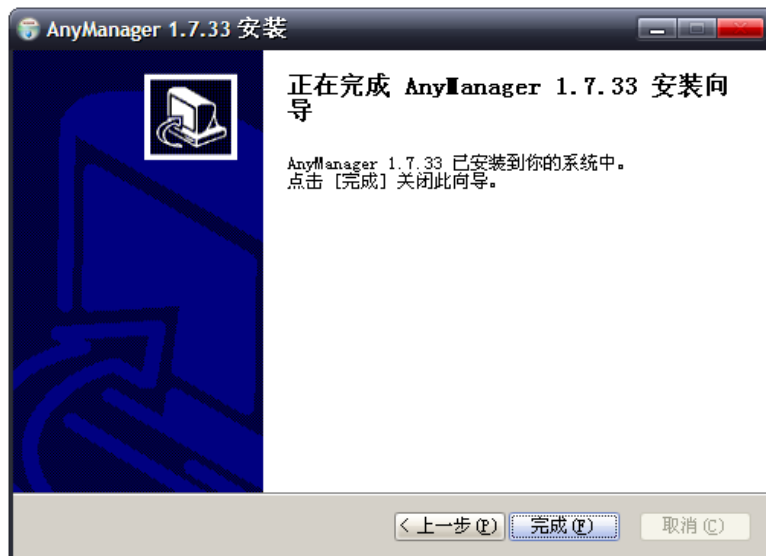 AnyManager 1.7.33 安装
正在完成 AnyManager 1.7.33 安装向
导
AnyManager 1.7.33 已安装到你的系统中。
点击 [完成] 关闭此向导。
< 上一步(P) 完成(F) 取消(C)